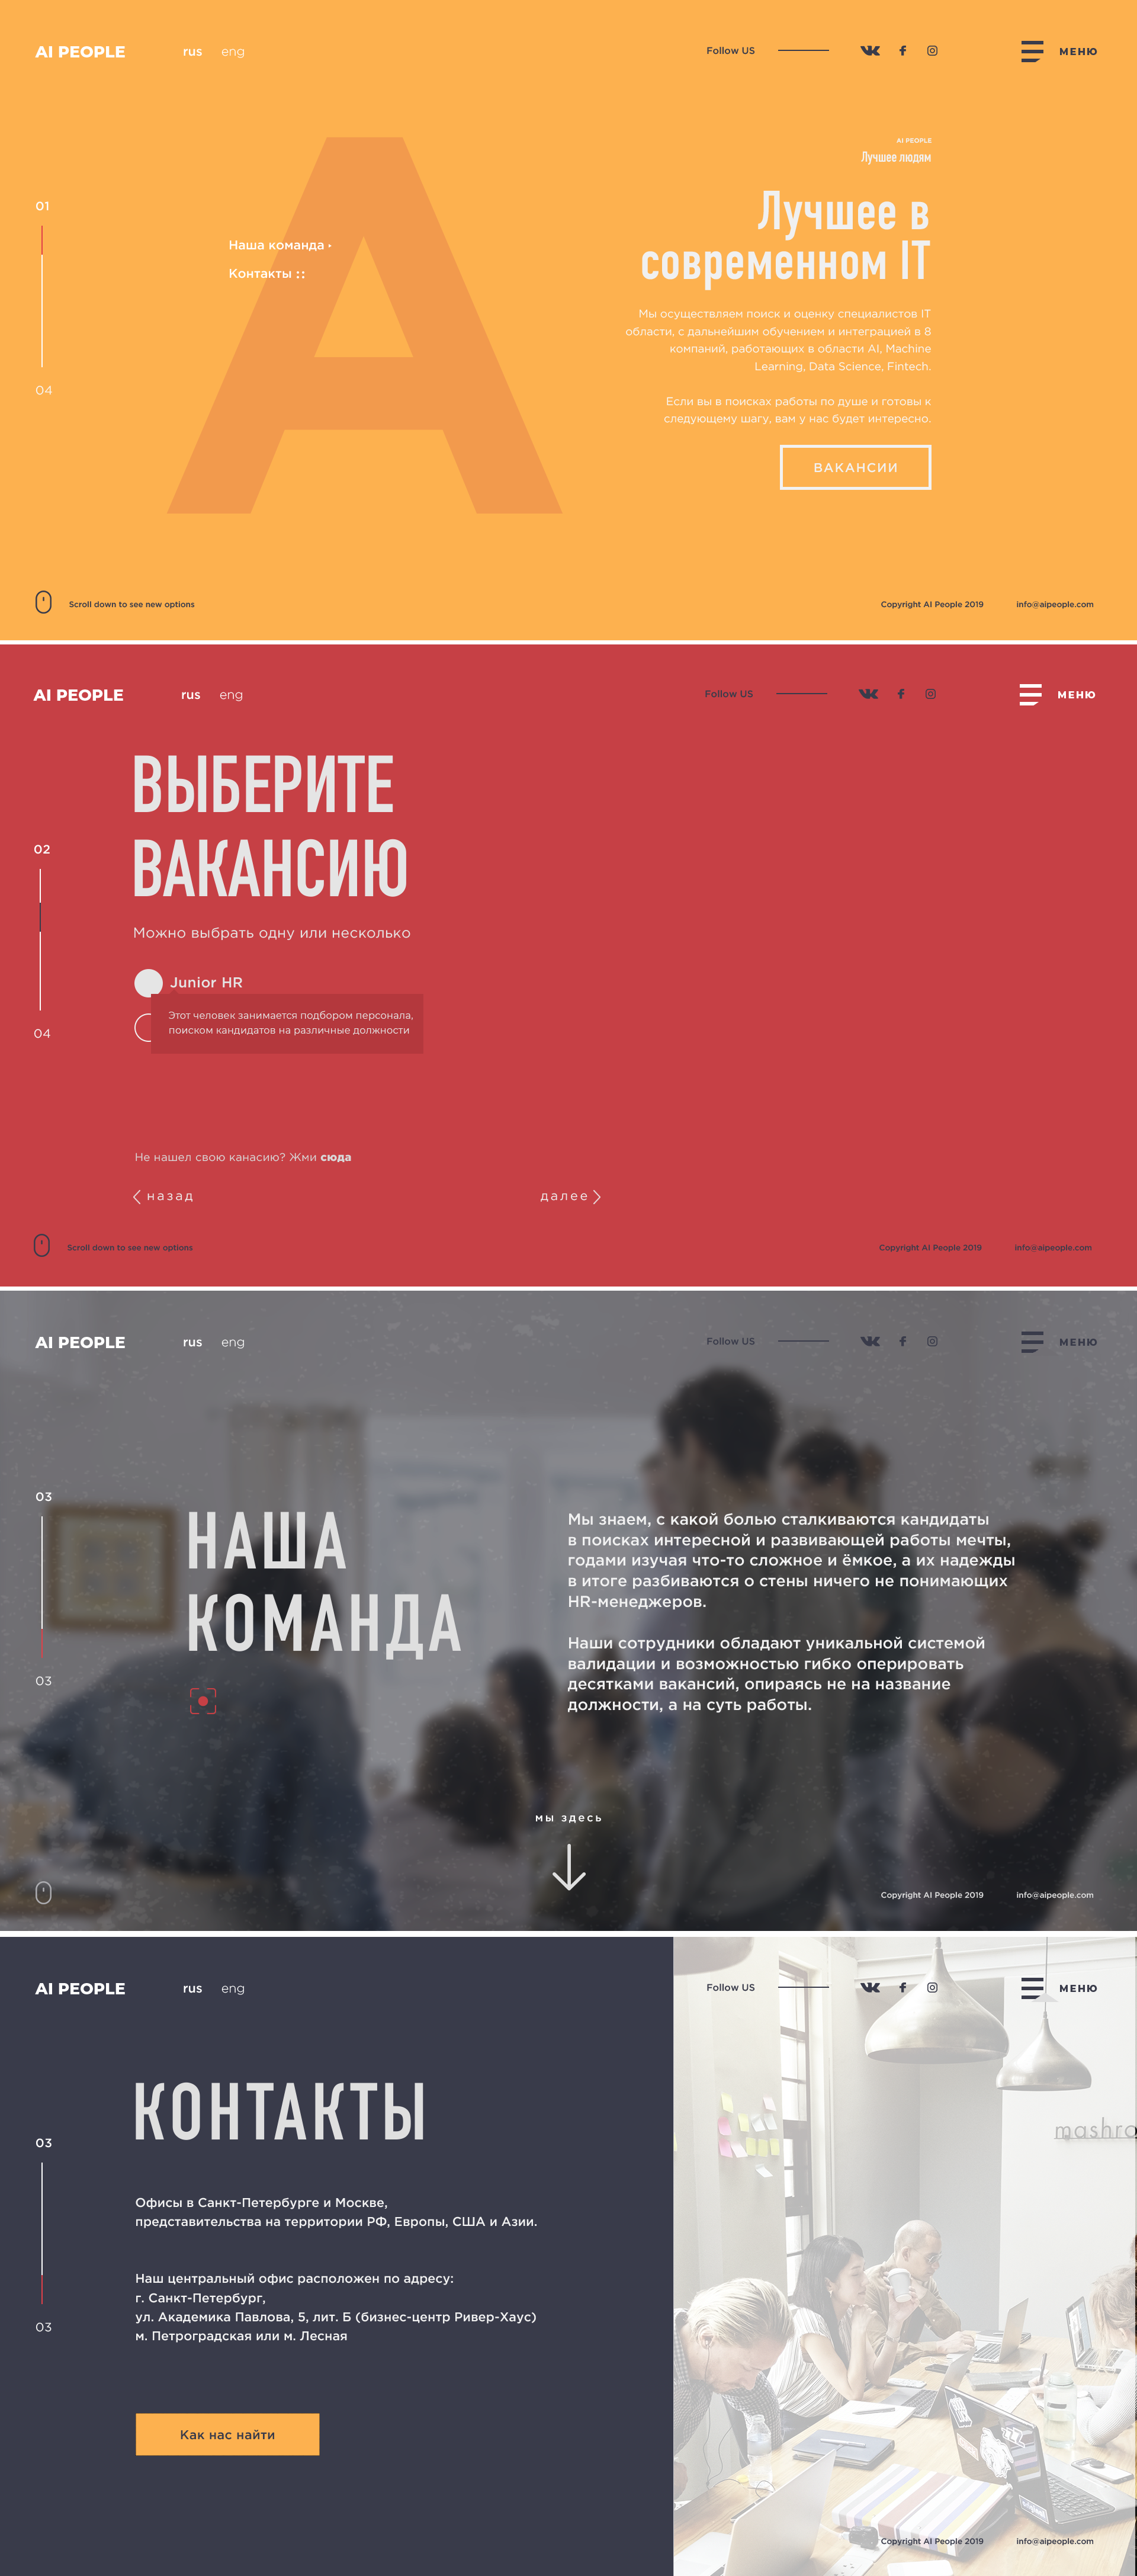 AI PEOPLE
rus eng
Follow US
МЕНЮ
AI PEOPLE
Лучшее людям
01
Лучшее в
современном IT
Наша команда
Контакты
04
Мы осуществляем поиск и оценку специалистов IT
области, с дальнейшим обучением и интеграцией в 8
компаний, работающих в области AI, Machine
Learning, Data Science, Fintech.
Если вы в поисках работы по душе и готовы к
следующему шагу, вам у нас будет интересно.
ВАКАНСИИ
Scroll down to see new options
Copyright AI People 2019
info@aipeople.com
AI PEOPLE
rus eng
Follow US
МЕНЮ
ВЫБЕРИТЕ
ВАКАНСИЮ
02
04
Можно выбрать одну или несколько
Junior HR
Этот человек занимается подбором персонала,
поиском кандидатов на различные должности
Не нашел свою канасию? Жми сюда
назад
далее
Scroll down to see new options
Copyright AI People 2019
info@aipeople.com
AI PEOPLE
rus eng
Follow US
МЕНЮ
03
03
НАША
КОМАНДА
Мы знаем, с какой болью сталкиваются кандидаты
в поисках интересной и развивающей работы мечты,
годами изучая что-то сложное и ёмкое, а их надежды
в итоге разбиваются о стены ничего не понимающих
HR-менеджеров.
Наши сотрудники обладают уникальной системой
валидации и возможностью гибко оперировать
десятками вакансий, опираясь не на название
должности, а на суть работы.
мы здесь
Copyright AI People 2019
info@aipeople.com
AI PEOPLE
rus eng
Follow US
МЕНЮ
КОНТАКТЫ
03
03
Офисы в Санкт-Петербурге и Москве,
представительства на территории РФ, Европы, США и Азии.
Наш центральный офис расположен по адресу:
г. Санкт-Петербург,
ул. Академика Павлова, 5, лит. Б (бизнес-центр Ривер-Хаус)
м. Петроградская или м. Лесная
Как нас найти
mashro
original
Copyright AI People 2019
info@aipeople.com